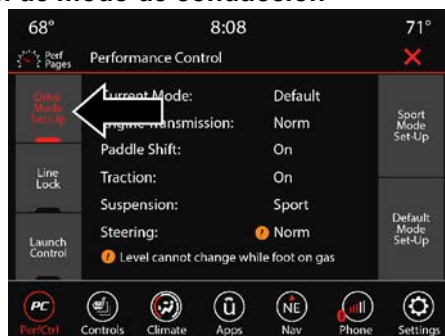 68° 8:08 71°
Perf Pages Performance Control
Drive Mode Set-Up
Line Lock
Launch Control
Current Mode: Default
Engine Transmission: Norm
Paddle Shift: On
Traction: On
Suspension: Sport
Steering: ! Norm
! Level cannot change while foot on gas
Sport Mode Set-Up
Default Mode Set-Up
PC NE
PerfCtrl Controls Climate Apps Nav Phone Settings